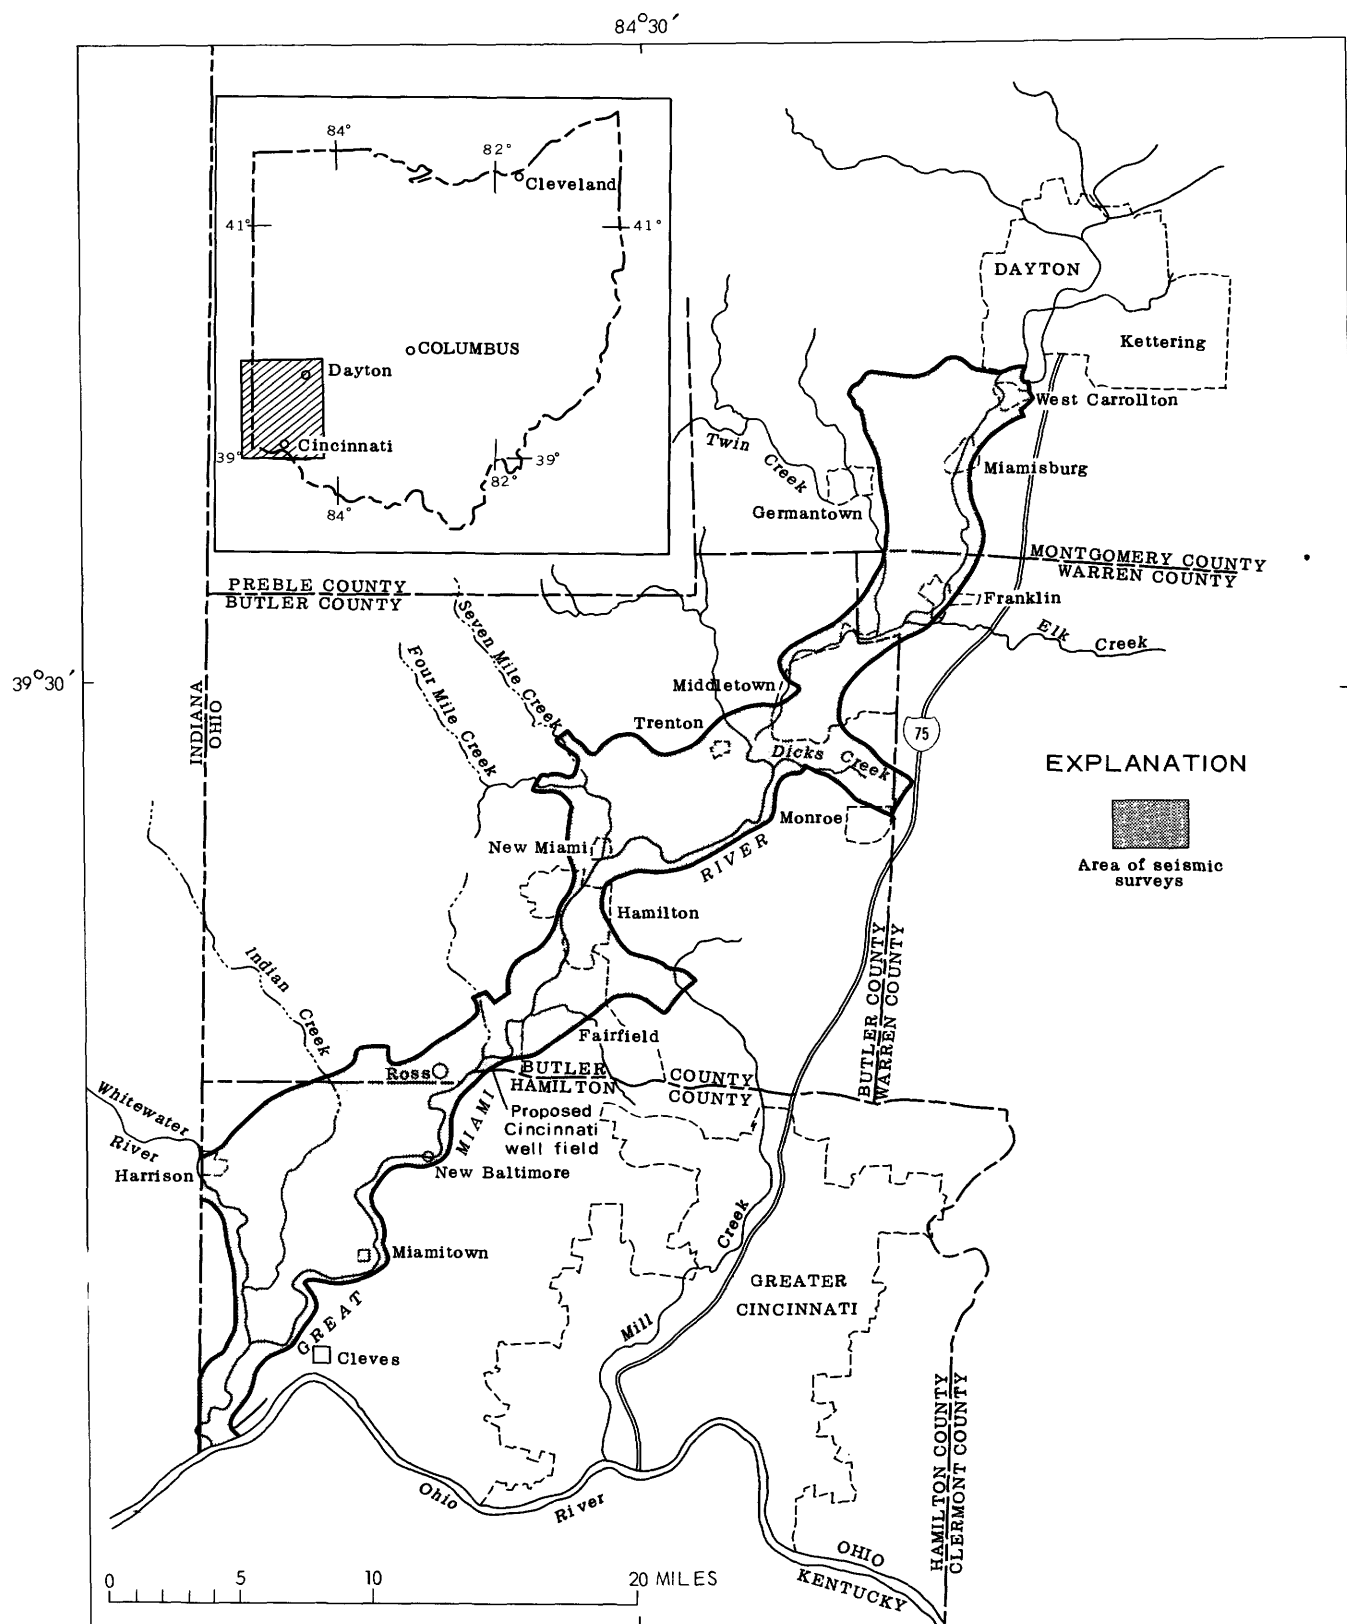 84°30′
84°
82°
Cleveland
41°
41°
COLUMBUS
Dayton
Cincinnati
39°
39°
82°
84°
DAYTON
Kettering
West Carrollton
Twin Creek
Miamisburg
Germantown
MONTGOMERY COUNTY
WARREN COUNTY
PREBLE COUNTY
BUTLER COUNTY
Franklin
Elk Creek
Seven Mile Creek
Four Mile Creek
39°30′
Middletown
INDIANA
OHIO
Trenton
75
Dicks Creek
EXPLANATION
Monroe
New Miami
Area of seismic
surveys
Hamilton
Indian Creek
BUTLER COUNTY
WARREN COUNTY
Fairfield
Ross
BUTLER COUNTY
HAMILTON COUNTY
Whitewater
River
Proposed
Cincinnati
well field
Harrison
New Baltimore
Miamitown
GREAT MIAMI RIVER
Mill Creek
GREATER
CINCINNATI
Cleves
HAMILTON COUNTY
CLERMONT COUNTY
Ohio River
OHIO
KENTUCKY
0 5 10 20 MILES